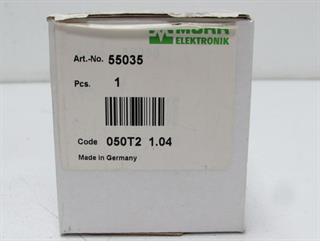 MURR
ELEKTRONIK
Art.-No. 55035
Pcs. 1
Code 050T2 1.04
Made in Germany